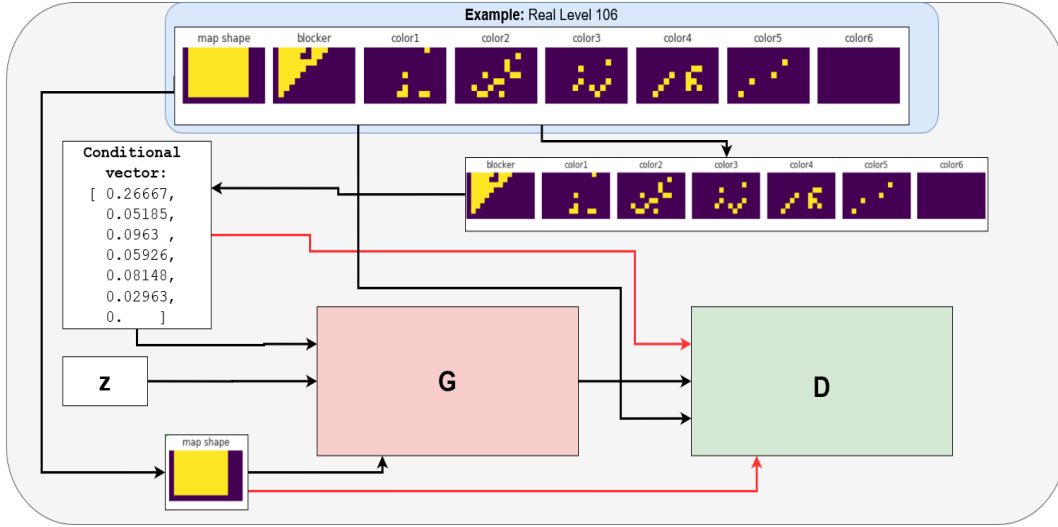 Example: Real Level 106
map shape blocker color1 color2 color3 color4 color5 color6
blocker color1 color2 color3 color4 color5 color6
Conditional
vector:
[ 0.26667,
0.05185,
0.0963 ,
0.05926,
0.08148,
0.02963,
0. ]
z
G
D
map shape